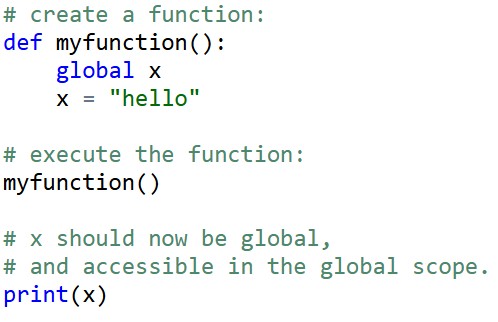 # create a function:
def myfunction():
    global x
    x = "hello"

# execute the function:
myfunction()

# x should now be global,
# and accessible in the global scope.
print(x)